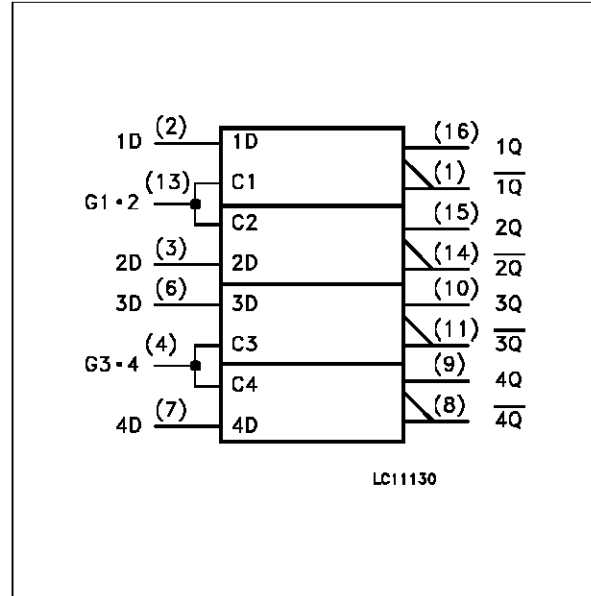 1D (2) 1D (16) 1Q
G1•2 (13) C1 (1) 1Q̅
C2 (15) 2Q
2D (3) 2D (14) 2Q̅
3D (6) 3D (10) 3Q
G3•4 (4) C3 (11) 3Q̅
C4 (9) 4Q
4D (7) 4D (8) 4Q̅
LC11130